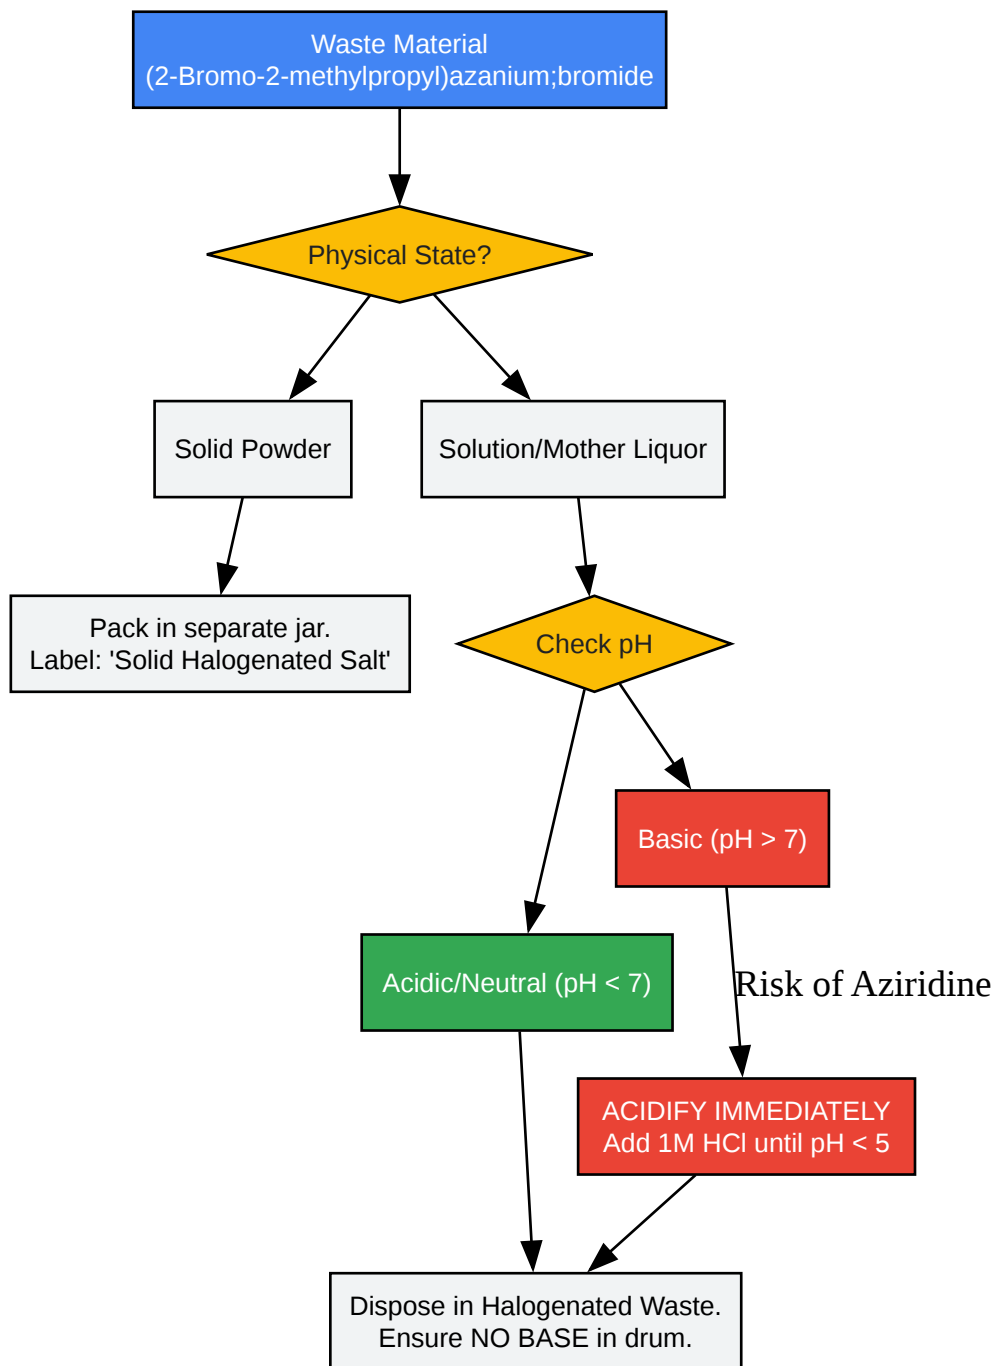 Waste Material
(2-Bromo-2-methylpropyl)azanium;bromide
Physical State?
Solid Powder
Solution/Mother Liquor
Pack in separate jar.
Label: 'Solid Halogenated Salt'
Check pH
Basic (pH > 7)
Acidic/Neutral (pH < 7)
Risk of Aziridine
ACIDIFY IMMEDIATELY
Add 1M HCl until pH < 5
Dispose in Halogenated Waste.
Ensure NO BASE in drum.